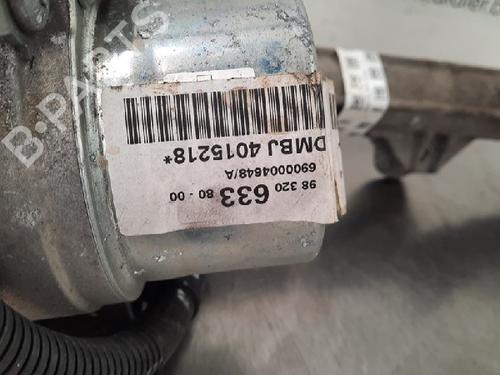 B-PARTS
DMBJ 4015218*
6900004648/A
98 320 633 80 - 00